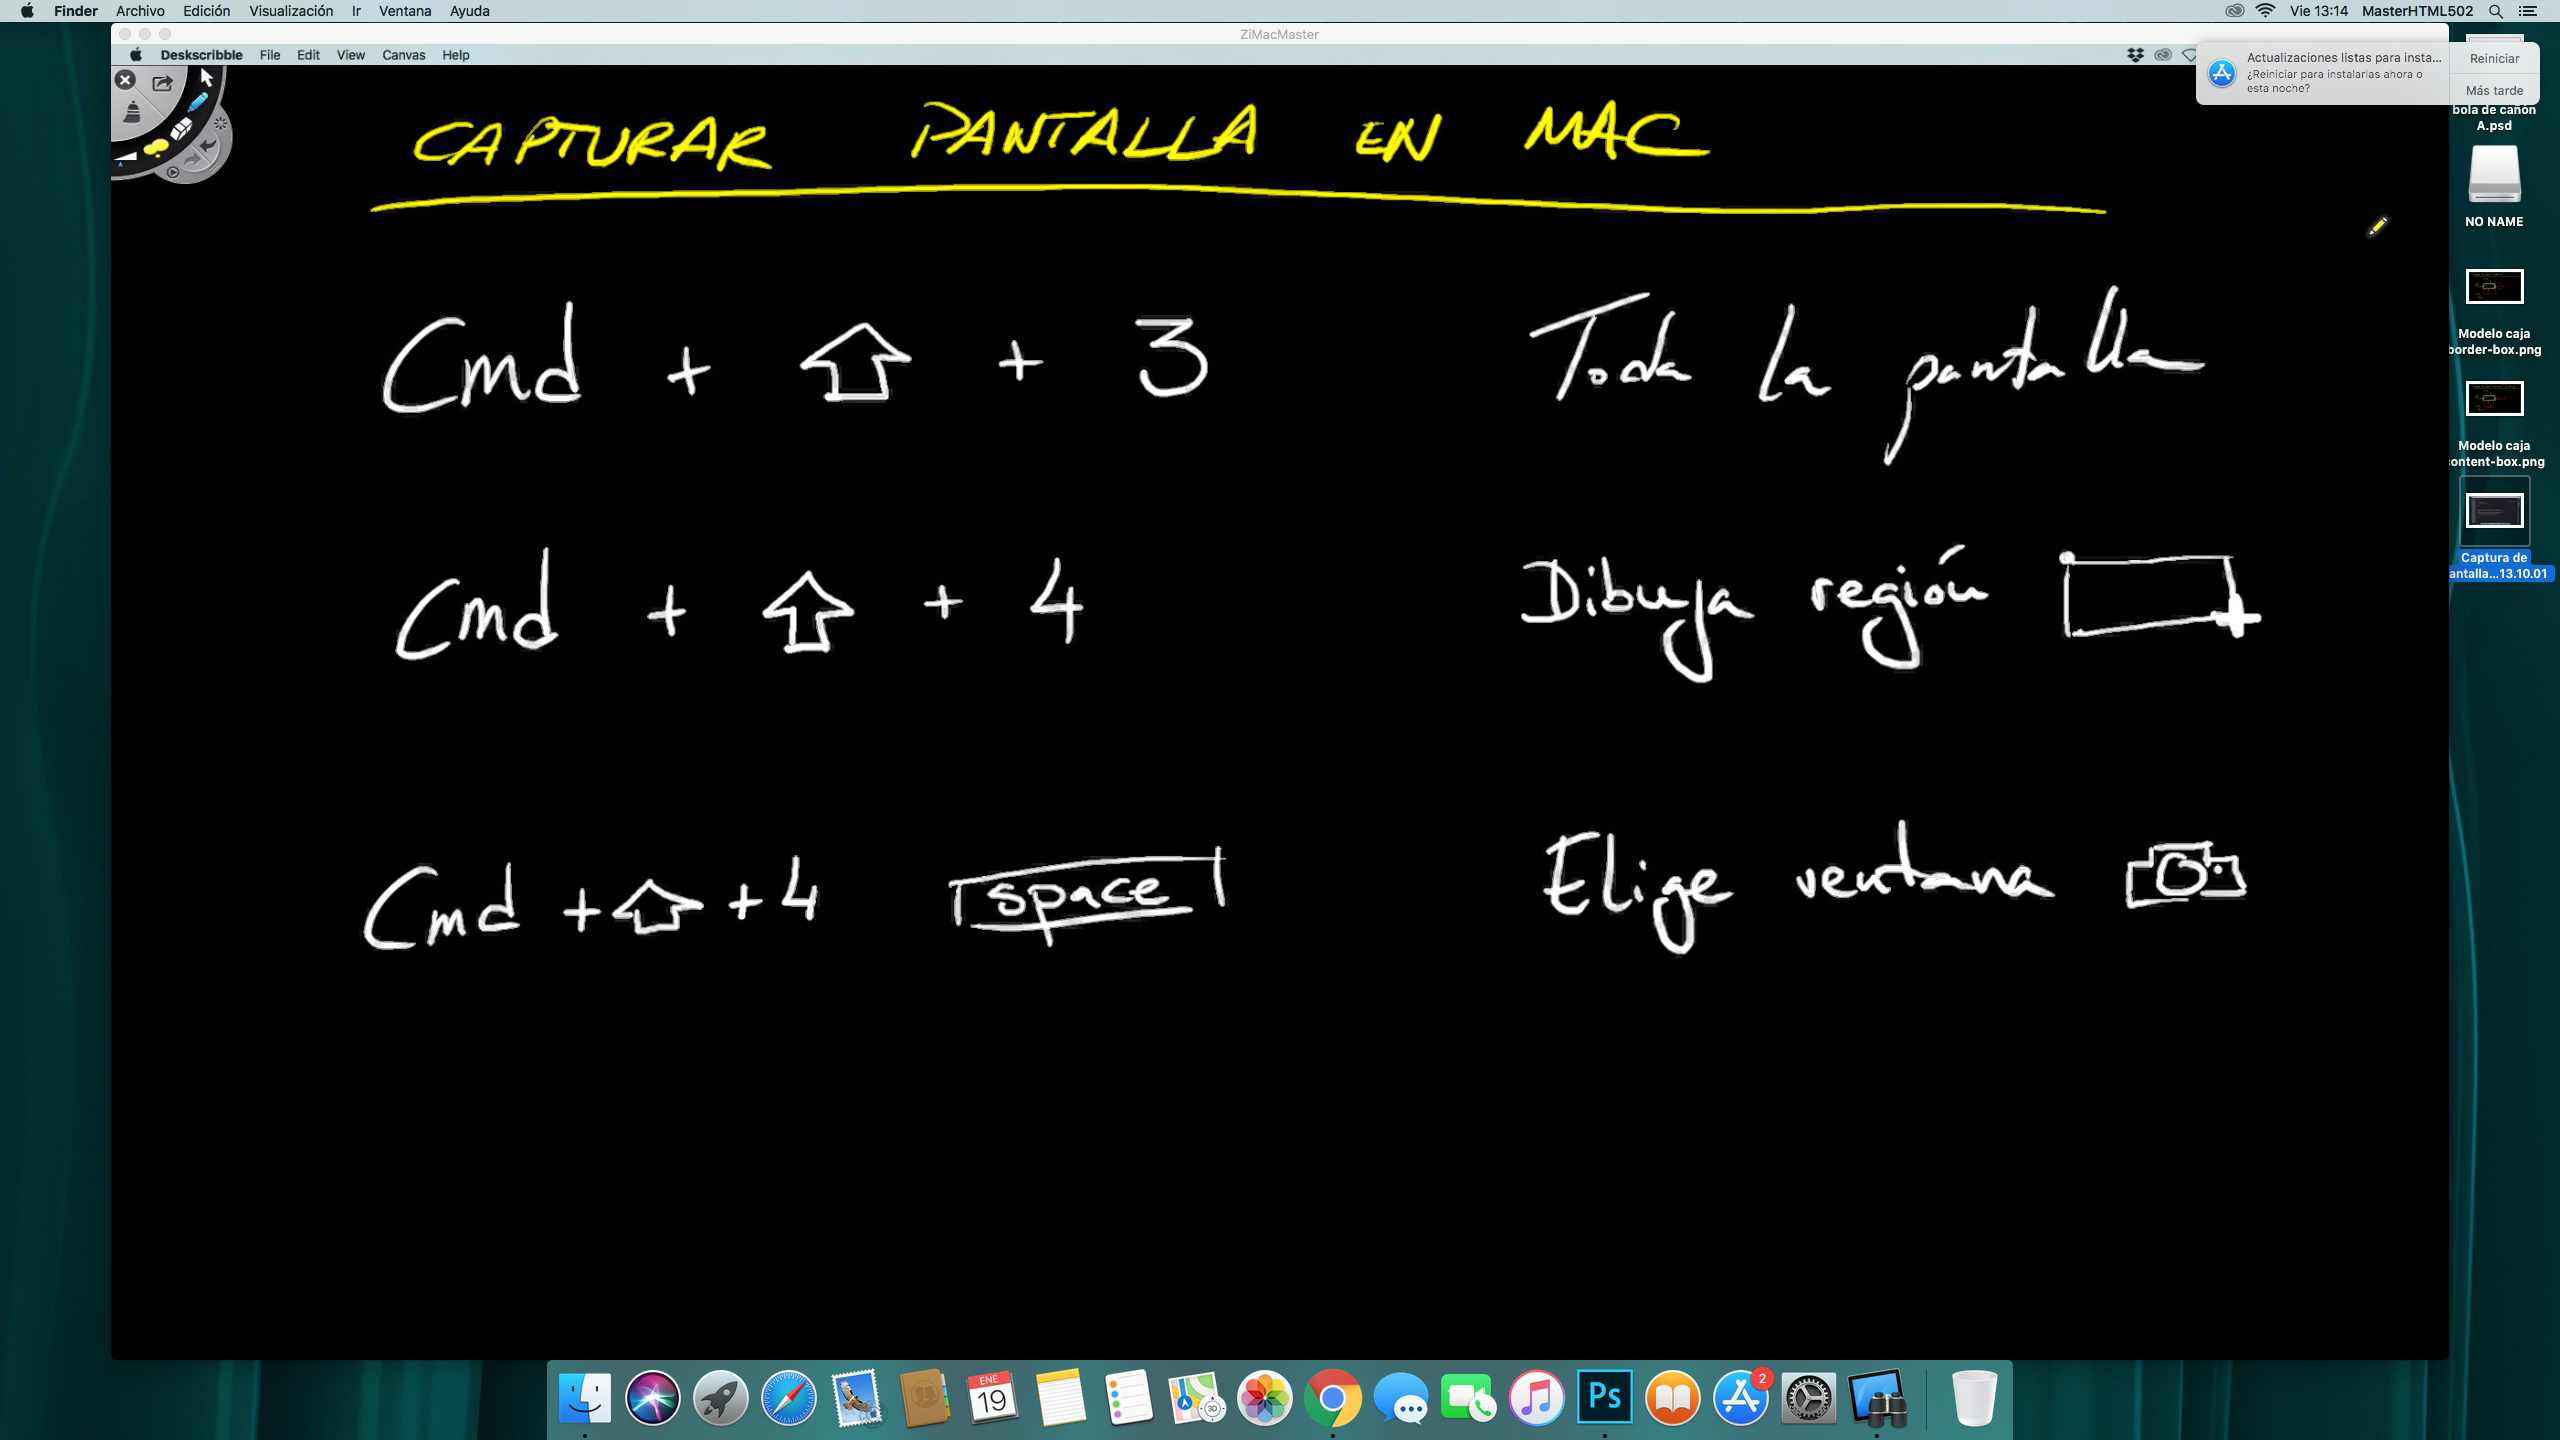 Finder Archivo Edición Visualización Ir Ventana Ayuda Vie 13:14 MasterHTML502
ZiMacMaster
Deskscribble File Edit View Canvas Help
Actualizaciones listas para insta...
¿Reiniciar para instalarlas ahora o
esta noche?
Reiniciar
Más tarde
bola de cañón
A.psd
NO NAME
Modelo caja
border-box.png
Modelo caja
ontent-box.png
Captura de
antalla...13.10.01
CAPTURAR PANTALLA EN MAC
Cmd + ⇧ + 3 Toda la pantalla
Cmd + ⇧ + 4 Dibuja región
Cmd + ⇧ + 4 space Elige ventana
ENE
19
3D
Ps
2